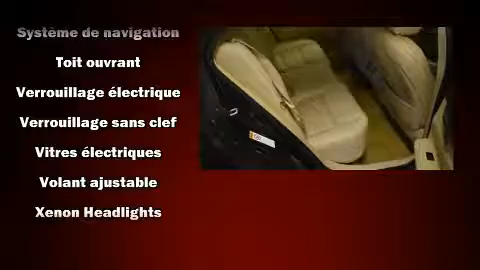 Système de navigation
Toit ouvrant
Verrouillage électrique
Verrouillage sans clef
Vitres électriques
Volant ajustable
Xenon Headlights